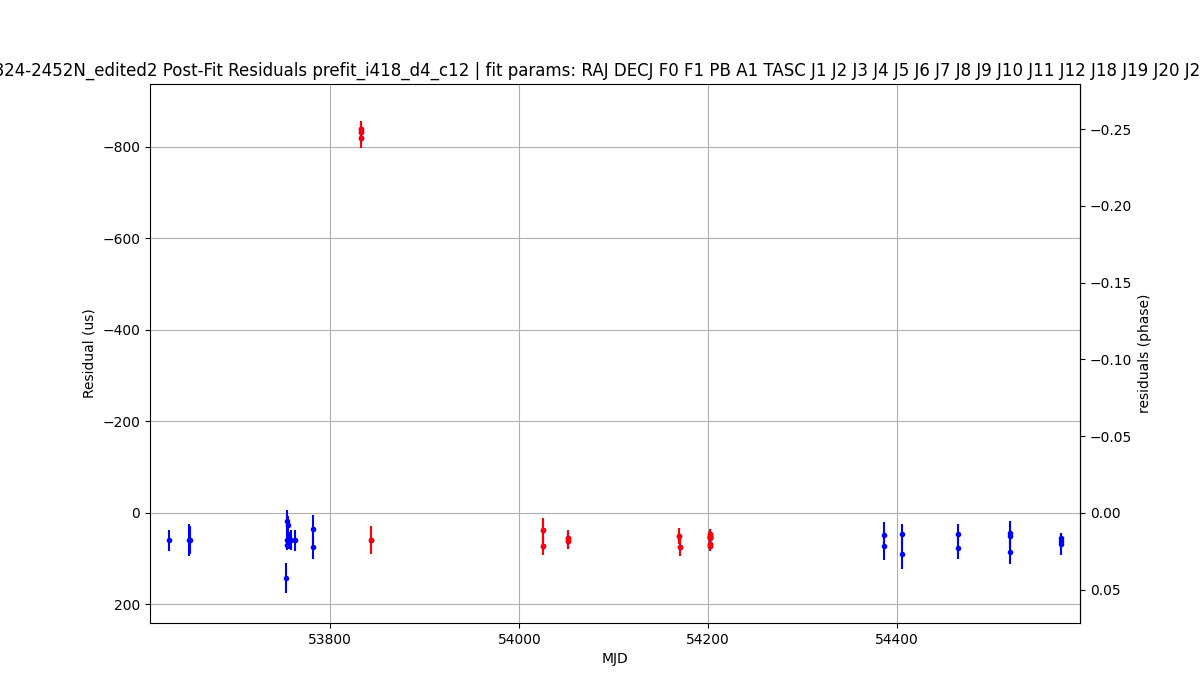 324-2452N_edited2 Post-Fit Residuals prefit_i418_d4_c12 | fit params: RAJ DECJ F0 F1 PB A1 TASC J1 J2 J3 J4 J5 J6 J7 J8 J9 J10 J11 J12 J18 J19 J20 J2
−800
−600
−400
−200
0
200
Residual (us)
−0.25
−0.20
−0.15
−0.10
−0.05
0.00
0.05
residuals (phase)
53800 54000 54200 54400
MJD